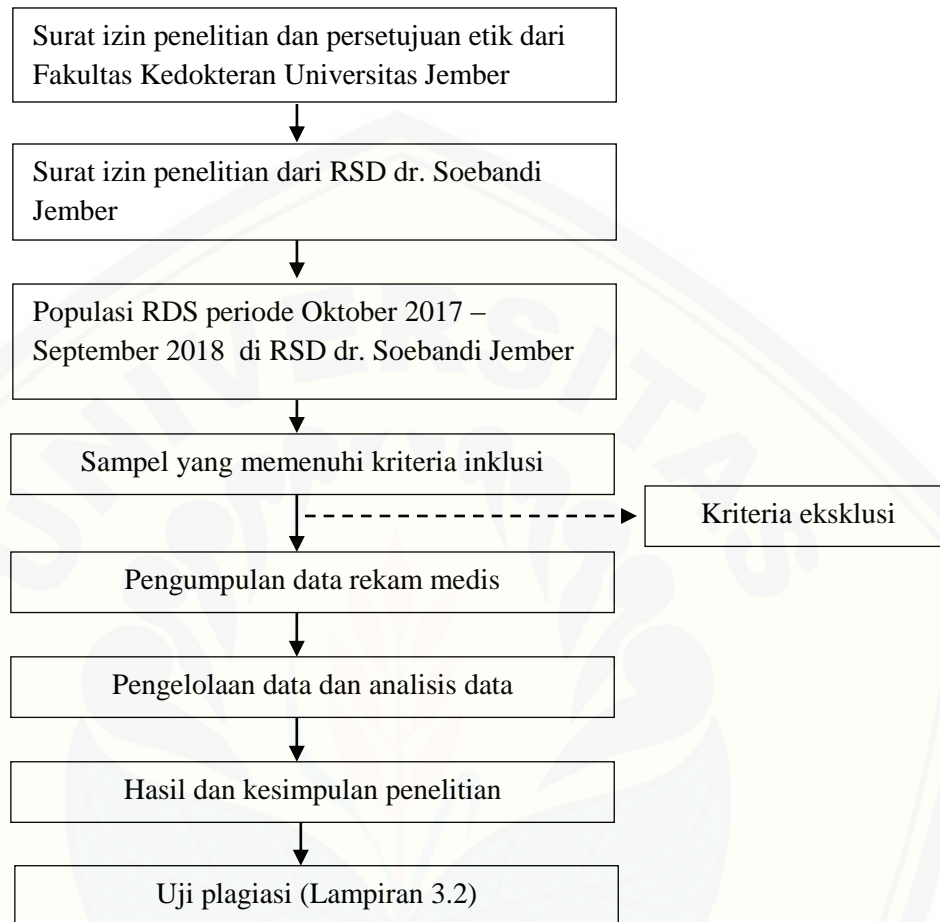 Surat izin penelitian dan persetujuan etik dari
Fakultas Kedokteran Universitas Jember
Surat izin penelitian dari RSD dr. Soebandi
Jember
Populasi RDS periode Oktober 2017 –
September 2018 di RSD dr. Soebandi Jember
Sampel yang memenuhi kriteria inklusi
Kriteria eksklusi
Pengumpulan data rekam medis
Pengelolaan data dan analisis data
Hasil dan kesimpulan penelitian
Uji plagiasi (Lampiran 3.2)
UNIVERSITAS